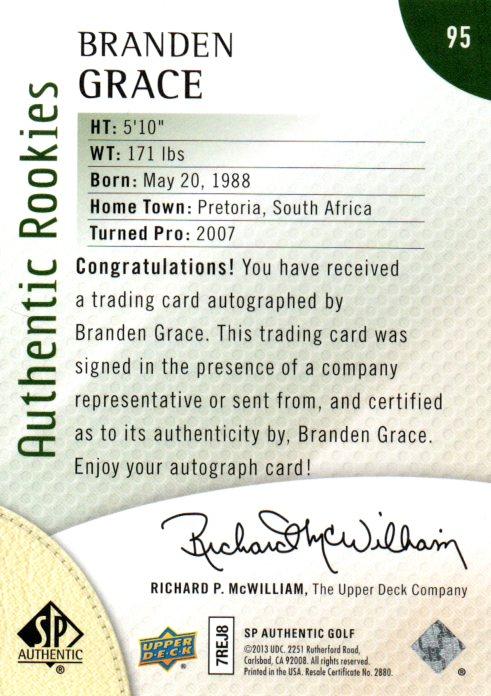 95
BRANDEN
GRACE
Authentic Rookies
HT: 5'10"
WT: 171 lbs
Born: May 20, 1988
Home Town: Pretoria, South Africa
Turned Pro: 2007
Congratulations! You have received
a trading card autographed by
Branden Grace. This trading card was
signed in the presence of a company
representative or sent from, and certified
as to its authenticity by, Branden Grace.
Enjoy your autograph card!
Richard McWilliam
RICHARD P. McWILLIAM, The Upper Deck Company
SP
AUTHENTIC
®
UPPER
DECK
®
7REJ8
SP AUTHENTIC GOLF
©2013 UDC. 2251 Rutherford Road,
Carlsbad, CA 92008. All rights reserved.
Printed in the USA. Resale Certificate No. 2880.
®